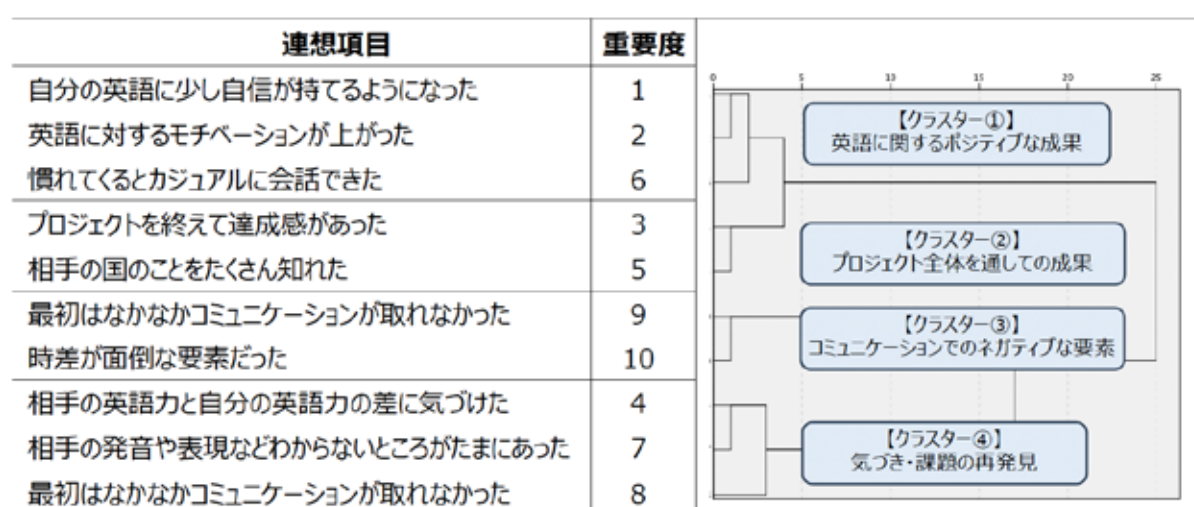 連想項目 重要度
0 5 10 15 20 25
自分の英語に少し自信が持てるようになった 1
英語に対するモチベーションが上がった 2
慣れてくるとカジュアルに会話できた 6
【クラスター①】
英語に関するポジティブな成果
プロジェクトを終えて達成感があった 3
相手の国のことをたくさん知れた 5
【クラスター②】
プロジェクト全体を通しての成果
最初はなかなかコミュニケーションが取れなかった 9
時差が面倒な要素だった 10
【クラスター③】
コミュニケーションでのネガティブな要素
相手の英語力と自分の英語力の差に気づけた 4
相手の発音や表現などわからないところがたまにあった 7
最初はなかなかコミュニケーションが取れなかった 8
【クラスター④】
気づき・課題の再発見